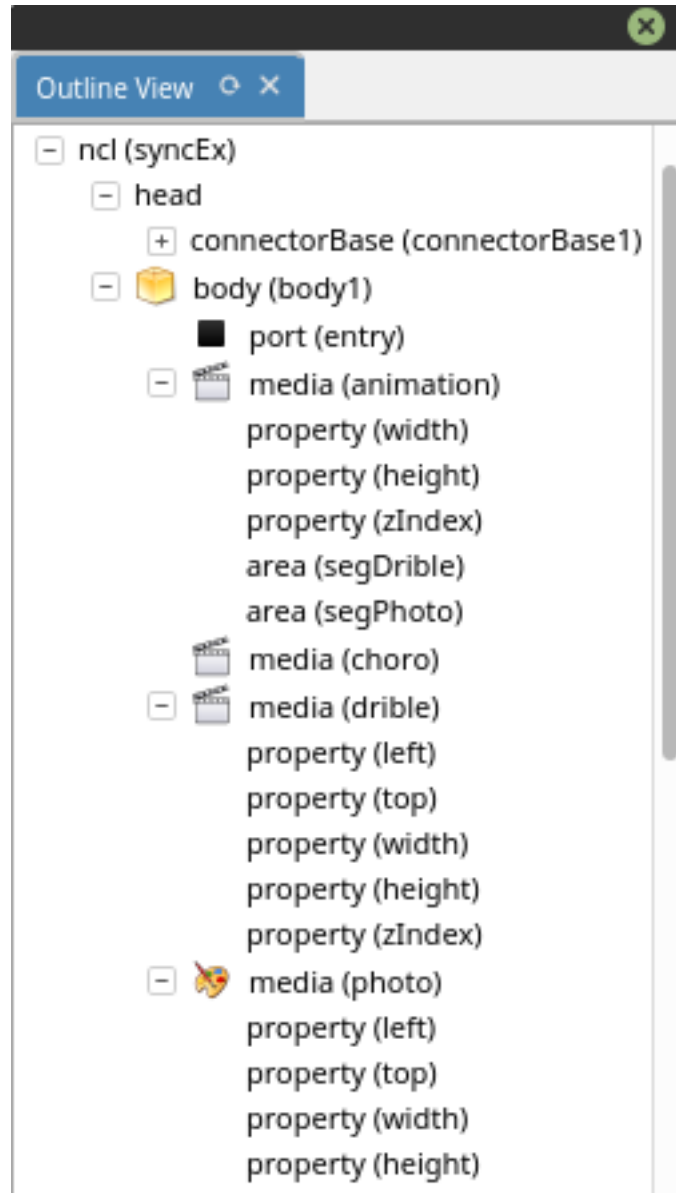 Outline View
ncl (syncEx)
head
connectorBase (connectorBase1)
body (body1)
port (entry)
media (animation)
property (width)
property (height)
property (zIndex)
area (segDrible)
area (segPhoto)
media (choro)
media (drible)
property (left)
property (top)
property (width)
property (height)
property (zIndex)
media (photo)
property (left)
property (top)
property (width)
property (height)